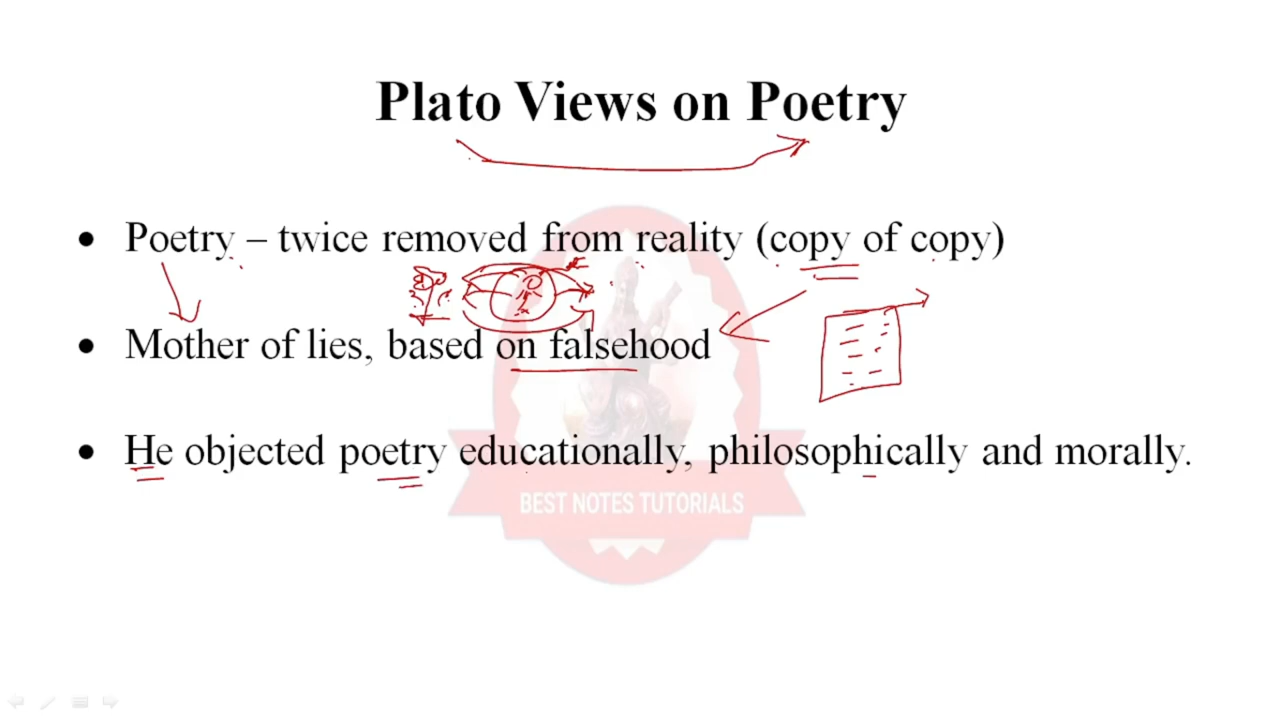 Plato Views on Poetry
• Poetry – twice removed from reality (copy of copy)
• Mother of lies, based on falsehood
• He objected poetry educationally, philosophically and morally.
BEST NOTES TUTORIALS